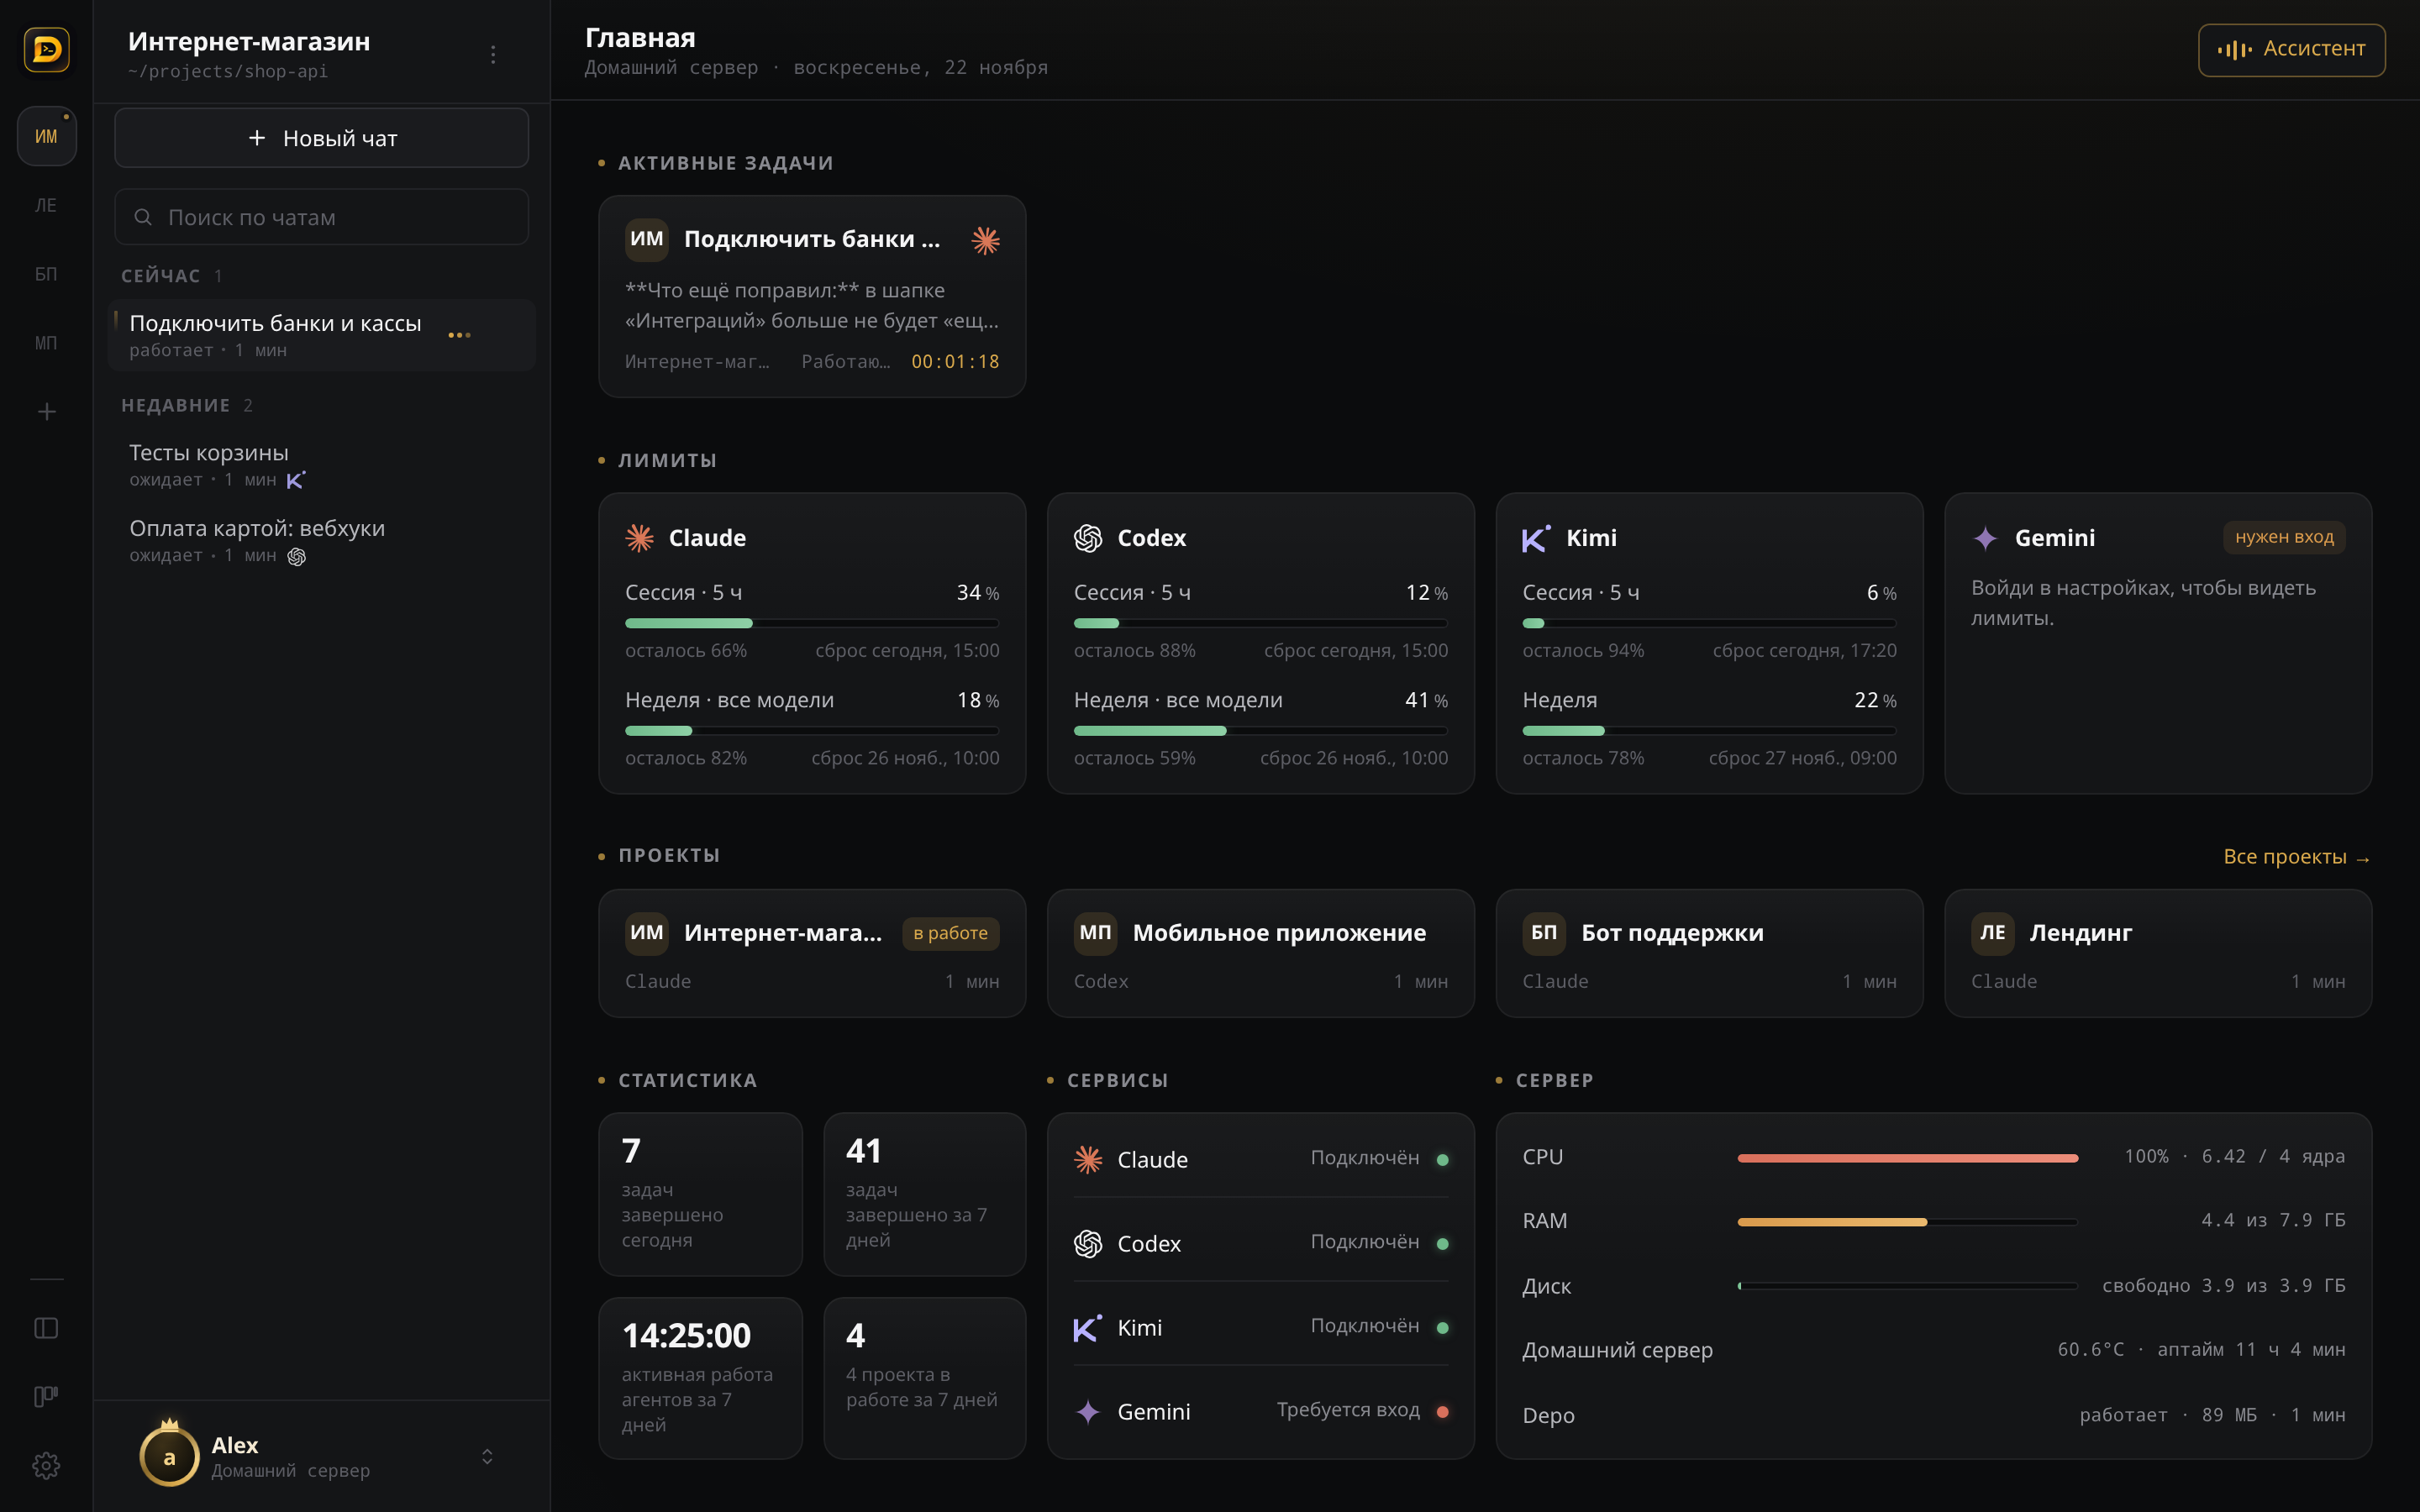 ИМ
ЛЕ
БП
МП
Интернет-магазин
~/projects/shop-api
Новый чат
Поиск по чатам
СЕЙЧАС 1
Подключить банки и кассы
работает · 1 мин
НЕДАВНИЕ 2
Тесты корзины
ожидает · 1 мин
Оплата картой: вебхуки
ожидает · 1 мин
a
Alex
Домашний сервер
Главная
Домашний сервер · воскресенье, 22 ноября
Ассистент
АКТИВНЫЕ ЗАДАЧИ
ИМ Подключить банки ...
**Что ещё поправил:** в шапке
«Интеграций» больше не будет «ещ...
Интернет-маг... Работаю... 00:01:18
ЛИМИТЫ
Claude
Сессия · 5 ч 34 %
осталось 66% сброс сегодня, 15:00
Неделя · все модели 18 %
осталось 82% сброс 26 нояб., 10:00
Codex
Сессия · 5 ч 12 %
осталось 88% сброс сегодня, 15:00
Неделя · все модели 41 %
осталось 59% сброс 26 нояб., 10:00
Kimi
Сессия · 5 ч 6 %
осталось 94% сброс сегодня, 17:20
Неделя 22 %
осталось 78% сброс 27 нояб., 09:00
Gemini нужен вход
Войди в настройках, чтобы видеть
лимиты.
ПРОЕКТЫ
Все проекты →
ИМ Интернет-мага... в работе
Claude 1 мин
МП Мобильное приложение
Codex 1 мин
БП Бот поддержки
Claude 1 мин
ЛЕ Лендинг
Claude 1 мин
СТАТИСТИКА
7
задач
завершено
сегодня
41
задач
завершено за 7
дней
14:25:00
активная работа
агентов за 7
дней
4
4 проекта в
работе за 7 дней
СЕРВИСЫ
Claude Подключён
Codex Подключён
Kimi Подключён
Gemini Требуется вход
СЕРВЕР
CPU 100% · 6.42 / 4 ядра
RAM 4.4 из 7.9 ГБ
Диск свободно 3.9 из 3.9 ГБ
Домашний сервер 60.6°C · аптайм 11 ч 4 мин
Depo работает · 89 МБ · 1 мин